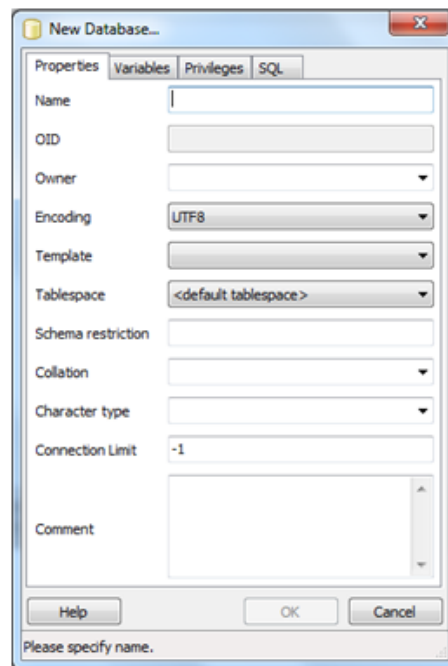 New Database...
Properties Variables Privileges SQL
Name
OID
Owner
Encoding UTF8
Template
Tablespace <default tablespace>
Schema restriction
Collation
Character type
Connection Limit -1
Comment
Help OK Cancel
Please specify name.